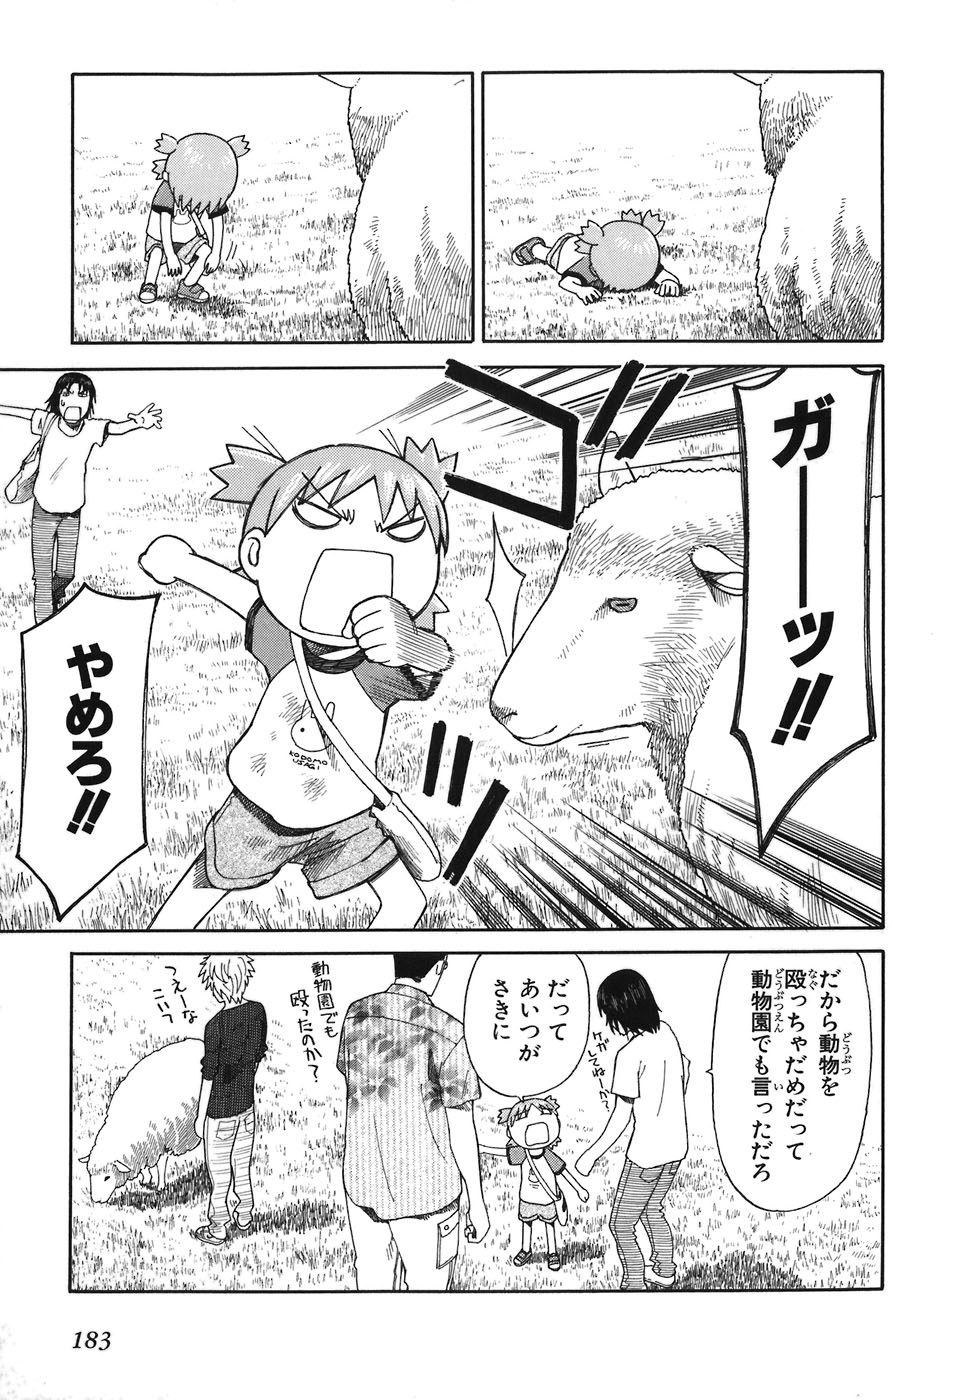 ガーーッ!!
やめろ!!
KODOMO
USAGI
だから動物を
殴っちゃだめだって
動物園でも言っただろ
ケガしてねーか?
だって
あいつが
さきに
動物園でも
殴ったのか?
つえーな
こいつ
183